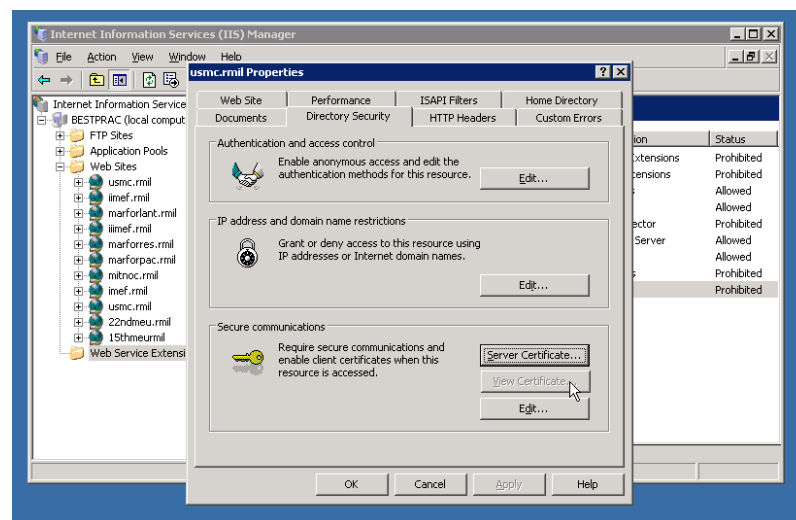 Internet Information Services (IIS) Manager
File Action View Window Help
usmc.rmil Properties
Internet Information Service
BESTPRAC (local comput
FTP Sites
Application Pools
Web Sites
usmc.rmil
iimef.rmil
marforlant.rmil
iiimef.rmil
marforres.rmil
marforpac.rmil
mitnoc.rmil
imef.rmil
usmc.rmil
22ndmeu.rmil
15thmeurmil
Web Service Extensi
Web Site Performance ISAPI Filters Home Directory
Documents Directory Security HTTP Headers Custom Errors
Authentication and access control
Enable anonymous access and edit the
authentication methods for this resource.
Edit...
IP address and domain name restrictions
Grant or deny access to this resource using
IP addresses or Internet domain names.
Edit...
Secure communications
Require secure communications and
enable client certificates when this
resource is accessed.
Server Certificate...
View Certificate...
Edit...
OK Cancel Apply Help
ion Status
Extensions Prohibited
tensions Prohibited
Allowed
Allowed
ector Prohibited
Server Allowed
Allowed
s Prohibited
Prohibited